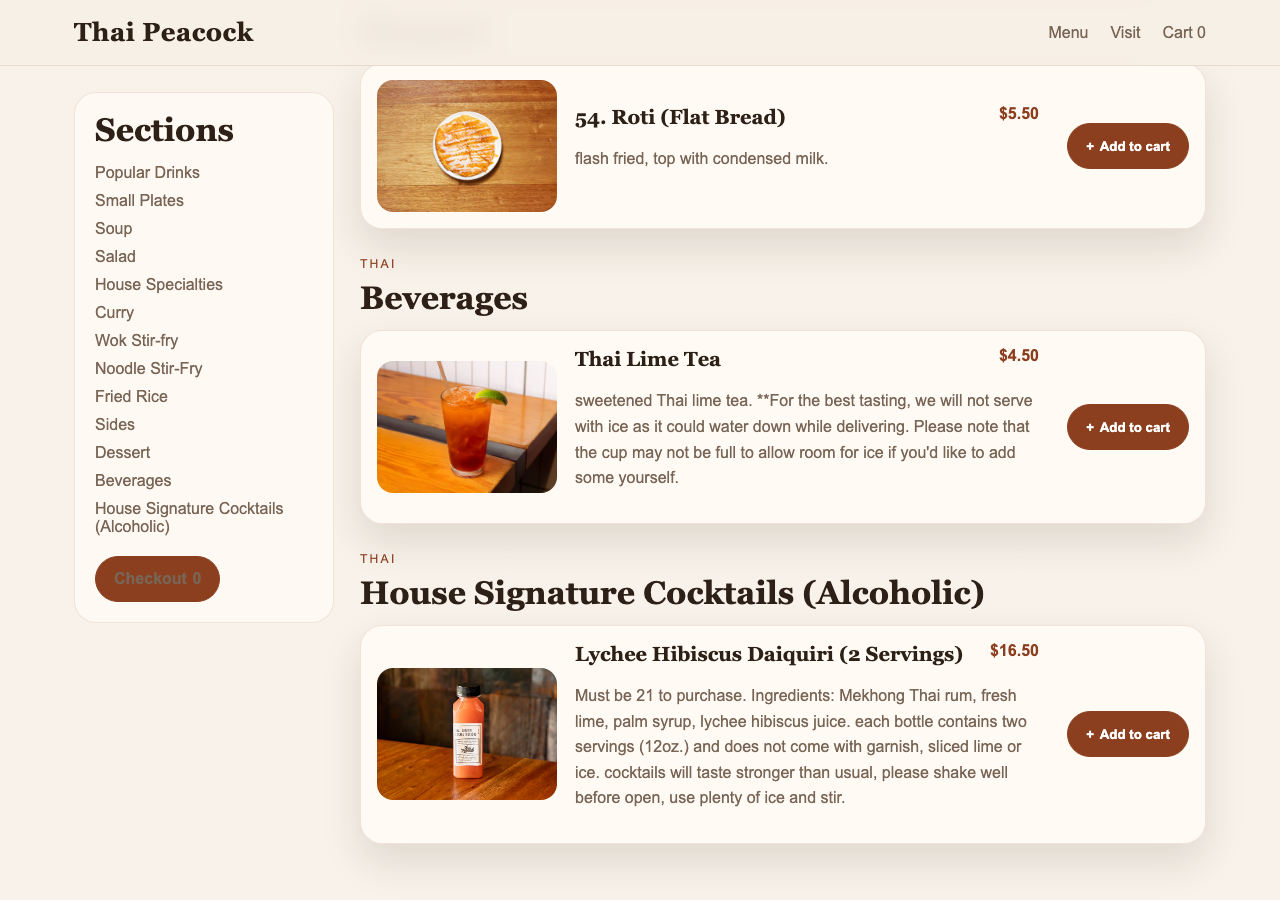 Thai Peacock
Menu
Visit
Cart 0
Sections
Popular Drinks
Small Plates
Soup
Salad
House Specialties
Curry
Wok Stir-fry
Noodle Stir-Fry
Fried Rice
Sides
Dessert
Beverages
House Signature Cocktails
(Alcoholic)
Checkout 0
54. Roti (Flat Bread)
$5.50
flash fried, top with condensed milk.
+ Add to cart
THAI
Beverages
Thai Lime Tea
$4.50
sweetened Thai lime tea. **For the best tasting, we will not serve
with ice as it could water down while delivering. Please note that
the cup may not be full to allow room for ice if you'd like to add
some yourself.
+ Add to cart
THAI
House Signature Cocktails (Alcoholic)
Lychee Hibiscus Daiquiri (2 Servings)
$16.50
Must be 21 to purchase. Ingredients: Mekhong Thai rum, fresh
lime, palm syrup, lychee hibiscus juice. each bottle contains two
servings (12oz.) and does not come with garnish, sliced lime or
ice. cocktails will taste stronger than usual, please shake well
before open, use plenty of ice and stir.
+ Add to cart